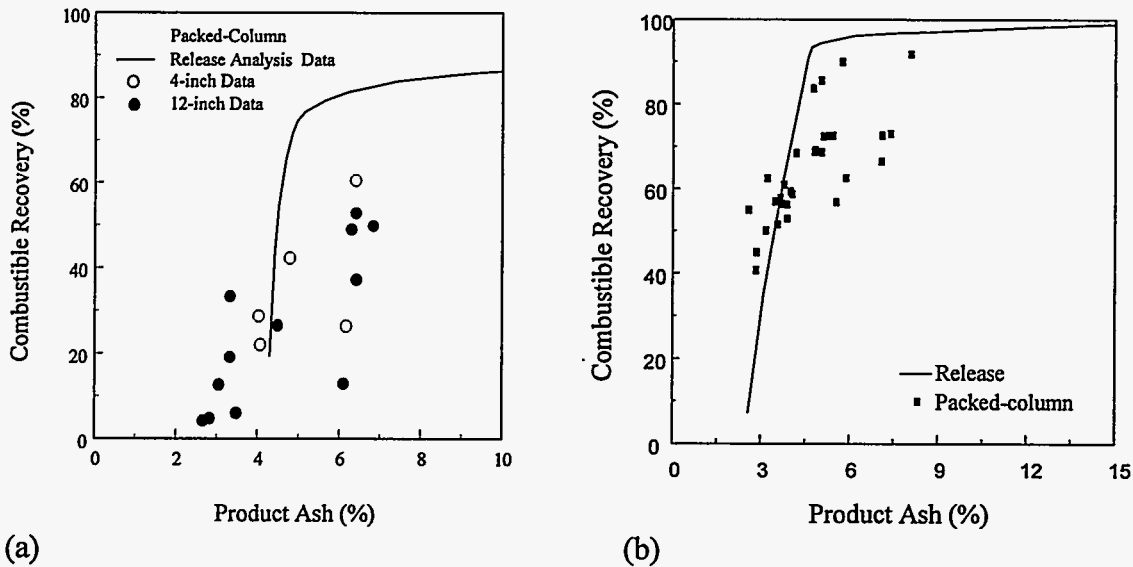 100
80
60
40
20
0
Combustible Recovery (%)
Packed-Column
Release Analysis Data
4-inch Data
12-inch Data
0 2 4 6 8 10
Product Ash (%)
(a)
100
80
60
40
20
0
Combustible Recovery (%)
Release
Packed-column
0 3 6 9 12 15
Product Ash (%)
(b)